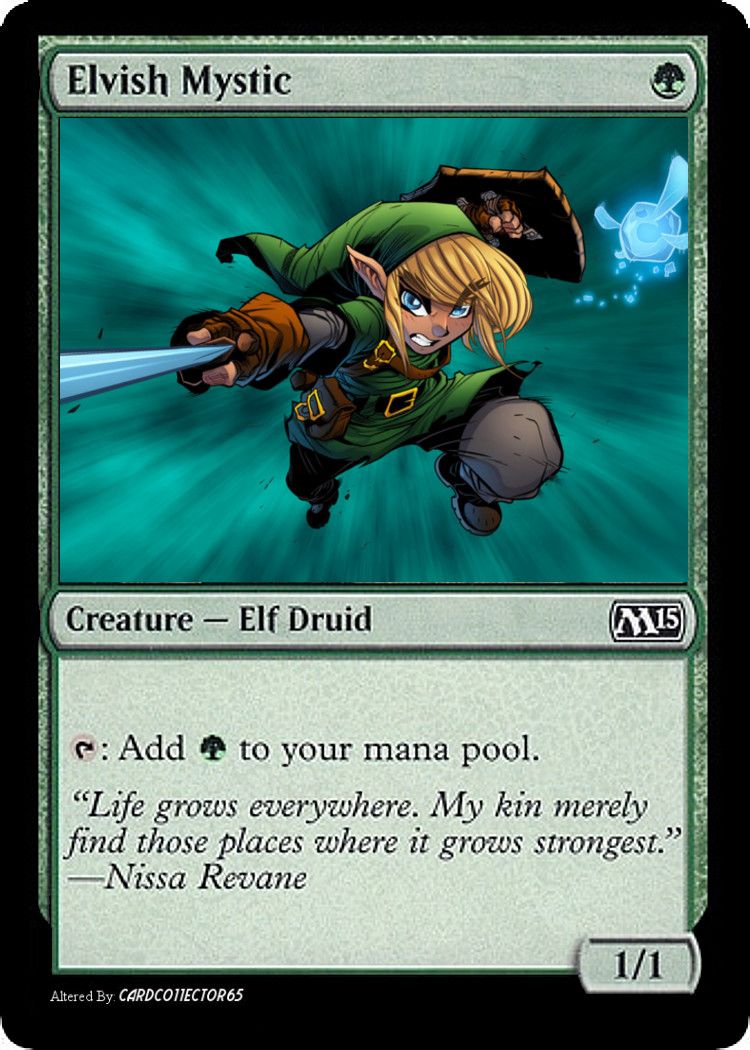 Elvish Mystic
Creature — Elf Druid
M15
: Add to your mana pool.
“Life grows everywhere. My kin merely
find those places where it grows strongest.”
—Nissa Revane
1/1
Altered By: CARDCO11ECTOR65